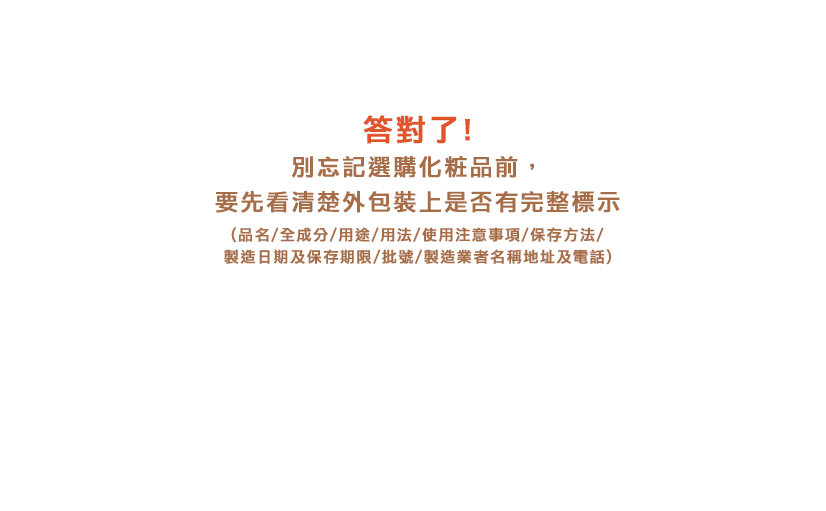 答對了!
別忘記選購化粧品前，
要先看清楚外包裝上是否有完整標示
(品名/全成分/用途/用法/使用注意事項/保存方法/
製造日期及保存期限/批號/製造業者名稱地址及電話)